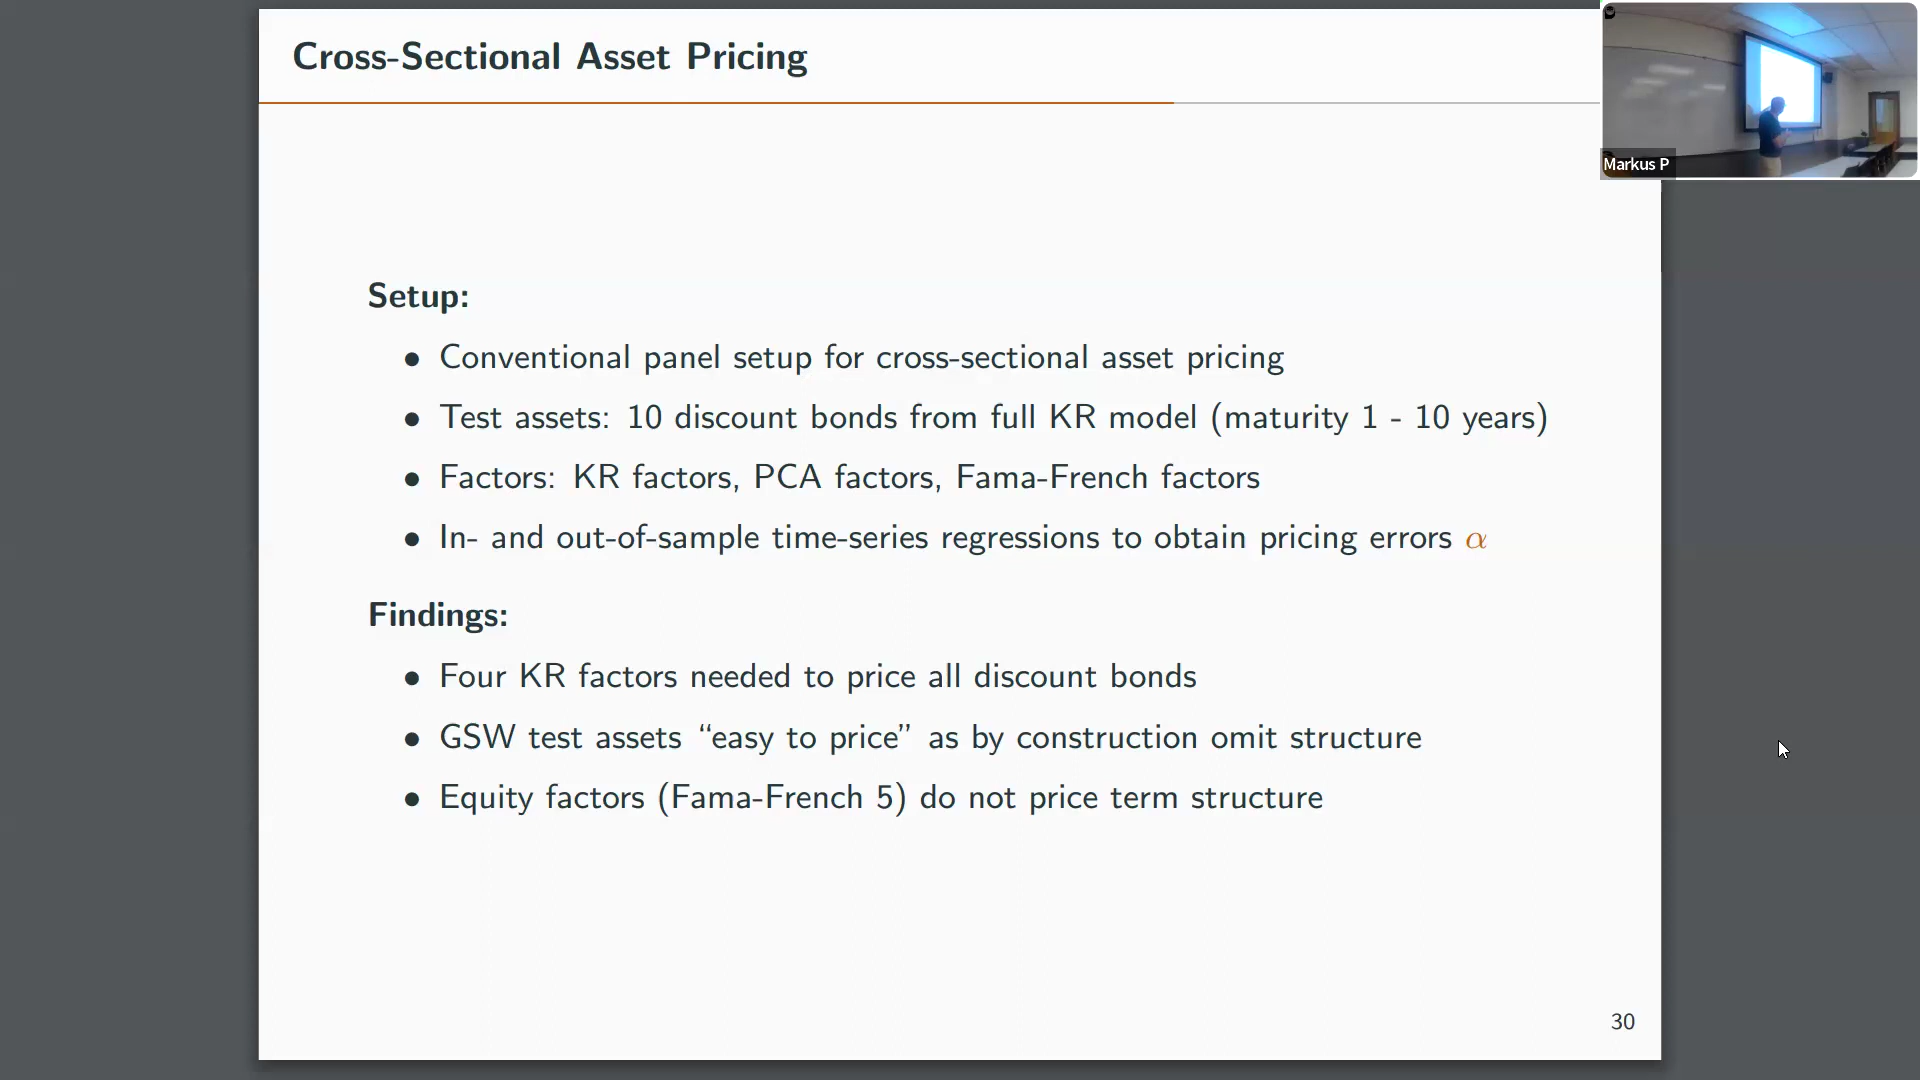 Cross-Sectional Asset Pricing
Markus P
Setup:
• Conventional panel setup for cross-sectional asset pricing
• Test assets: 10 discount bonds from full KR model (maturity 1 - 10 years)
• Factors: KR factors, PCA factors, Fama-French factors
• In- and out-of-sample time-series regressions to obtain pricing errors α
Findings:
• Four KR factors needed to price all discount bonds
• GSW test assets “easy to price” as by construction omit structure
• Equity factors (Fama-French 5) do not price term structure
30